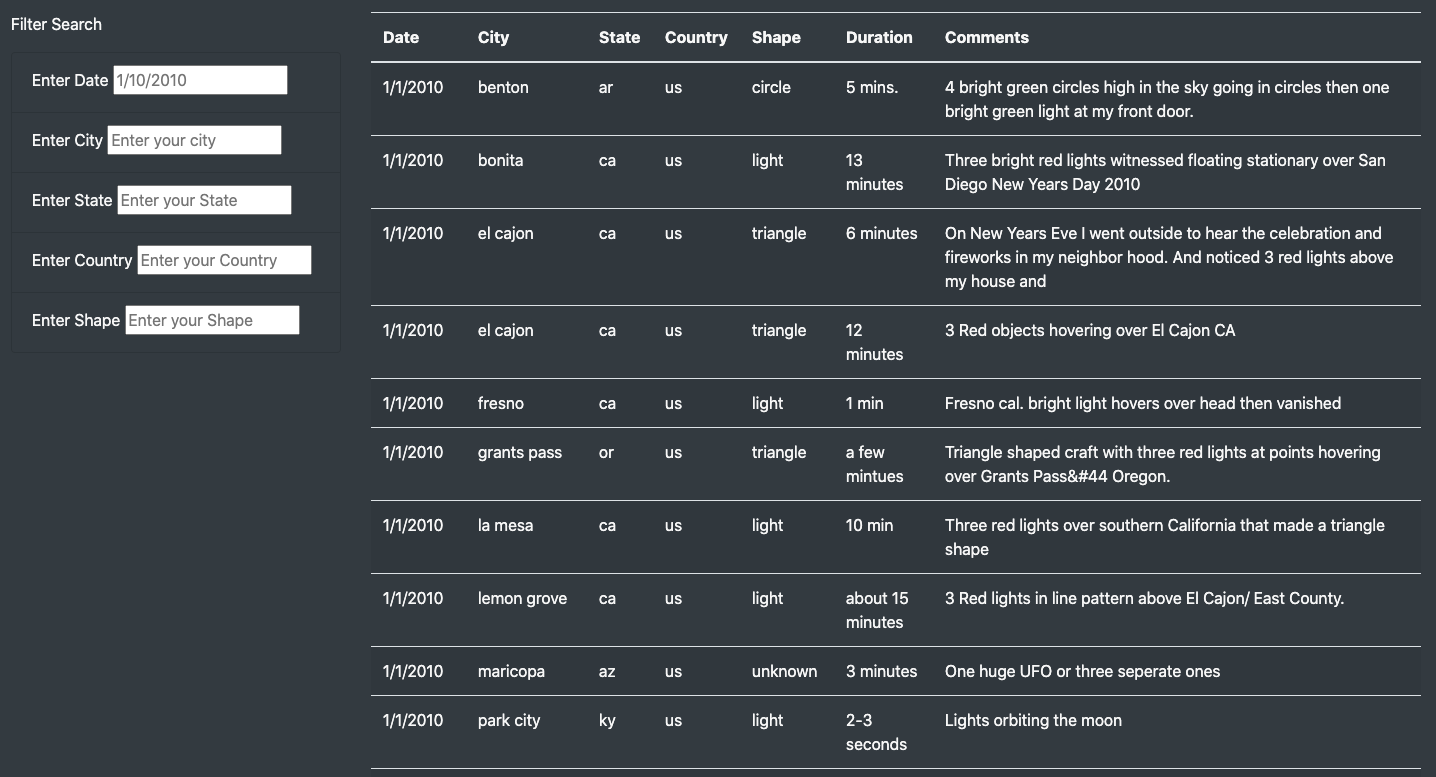 Filter Search
Enter Date 1/10/2010
Enter City Enter your city
Enter State Enter your State
Enter Country Enter your Country
Enter Shape Enter your Shape
Date City State Country Shape Duration Comments
1/1/2010 benton ar us circle 5 mins. 4 bright green circles high in the sky going in circles then one
bright green light at my front door.
1/1/2010 bonita ca us light 13 Three bright red lights witnessed floating stationary over San
minutes Diego New Years Day 2010
1/1/2010 el cajon ca us triangle 6 minutes On New Years Eve I went outside to hear the celebration and
fireworks in my neighbor hood. And noticed 3 red lights above
my house and
1/1/2010 el cajon ca us triangle 12 3 Red objects hovering over El Cajon CA
minutes
1/1/2010 fresno ca us light 1 min Fresno cal. bright light hovers over head then vanished
1/1/2010 grants pass or us triangle a few Triangle shaped craft with three red lights at points hovering
mintues over Grants Pass&#44 Oregon.
1/1/2010 la mesa ca us light 10 min Three red lights over southern California that made a triangle
shape
1/1/2010 lemon grove ca us light about 15 3 Red lights in line pattern above El Cajon/ East County.
minutes
1/1/2010 maricopa az us unknown 3 minutes One huge UFO or three seperate ones
1/1/2010 park city ky us light 2-3 Lights orbiting the moon
seconds